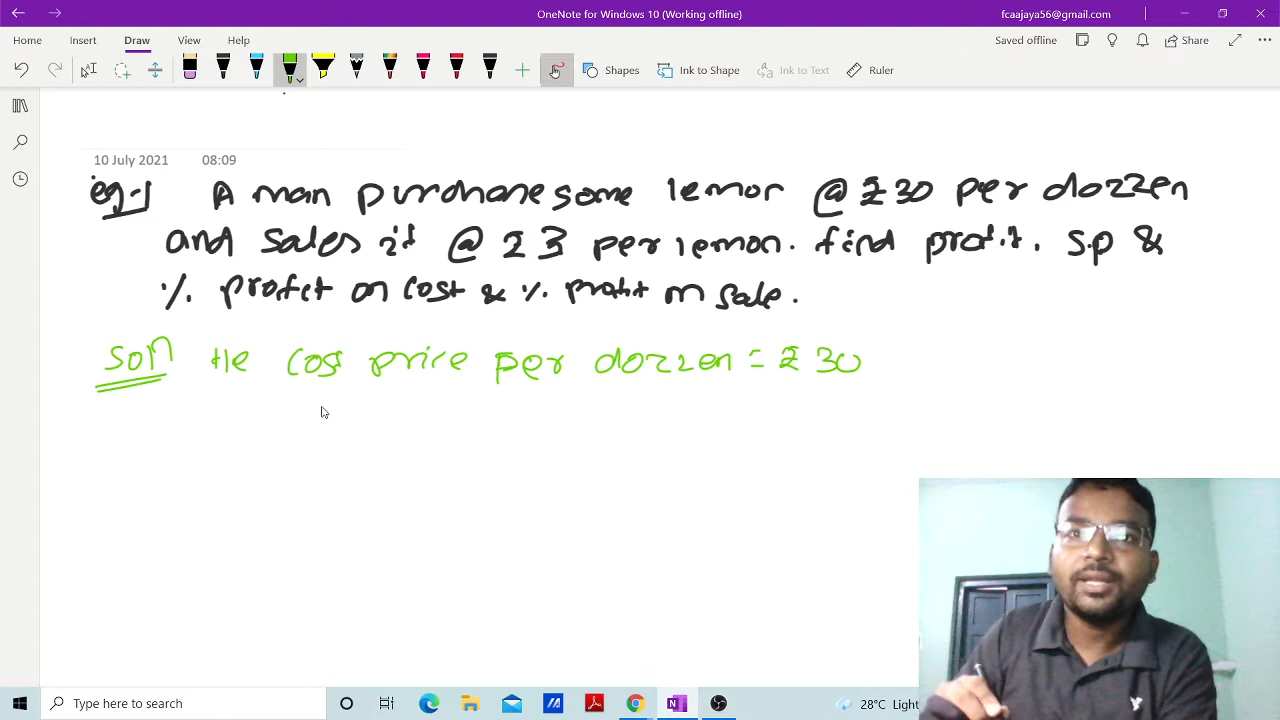 OneNote for Windows 10 (Working offline)
fcaajaya56@gmail.com
Home Insert Draw View Help
Saved offline
Share
Shapes
Ink to Shape
Ink to Text
Ruler
10 July 2021 08:09
eg-1 A man purchase some lemon @ ₹30 per dozzen
and sales it @ ₹3 per lemon. find profit. S.p &
% profit on cost & % profit on sale.
Soln the cost price per dozzen = ₹30
Type here to search
28°C Light